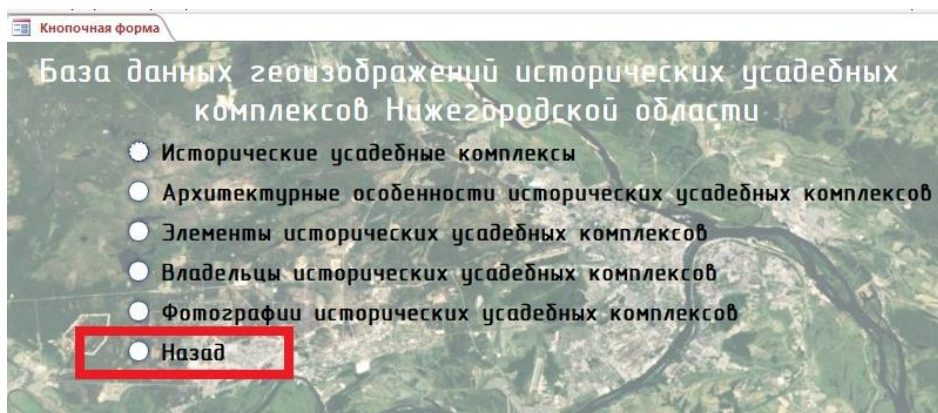 Кнопочная форма
База данных геоизображений исторических усадебных
комплексов Нижегородской области
Исторические усадебные комплексы
Архитектурные особенности исторических усадебных комплексов
Элементы исторических усадебных комплексов
Владельцы исторических усадебных комплексов
Фотографии исторических усадебных комплексов
Назад